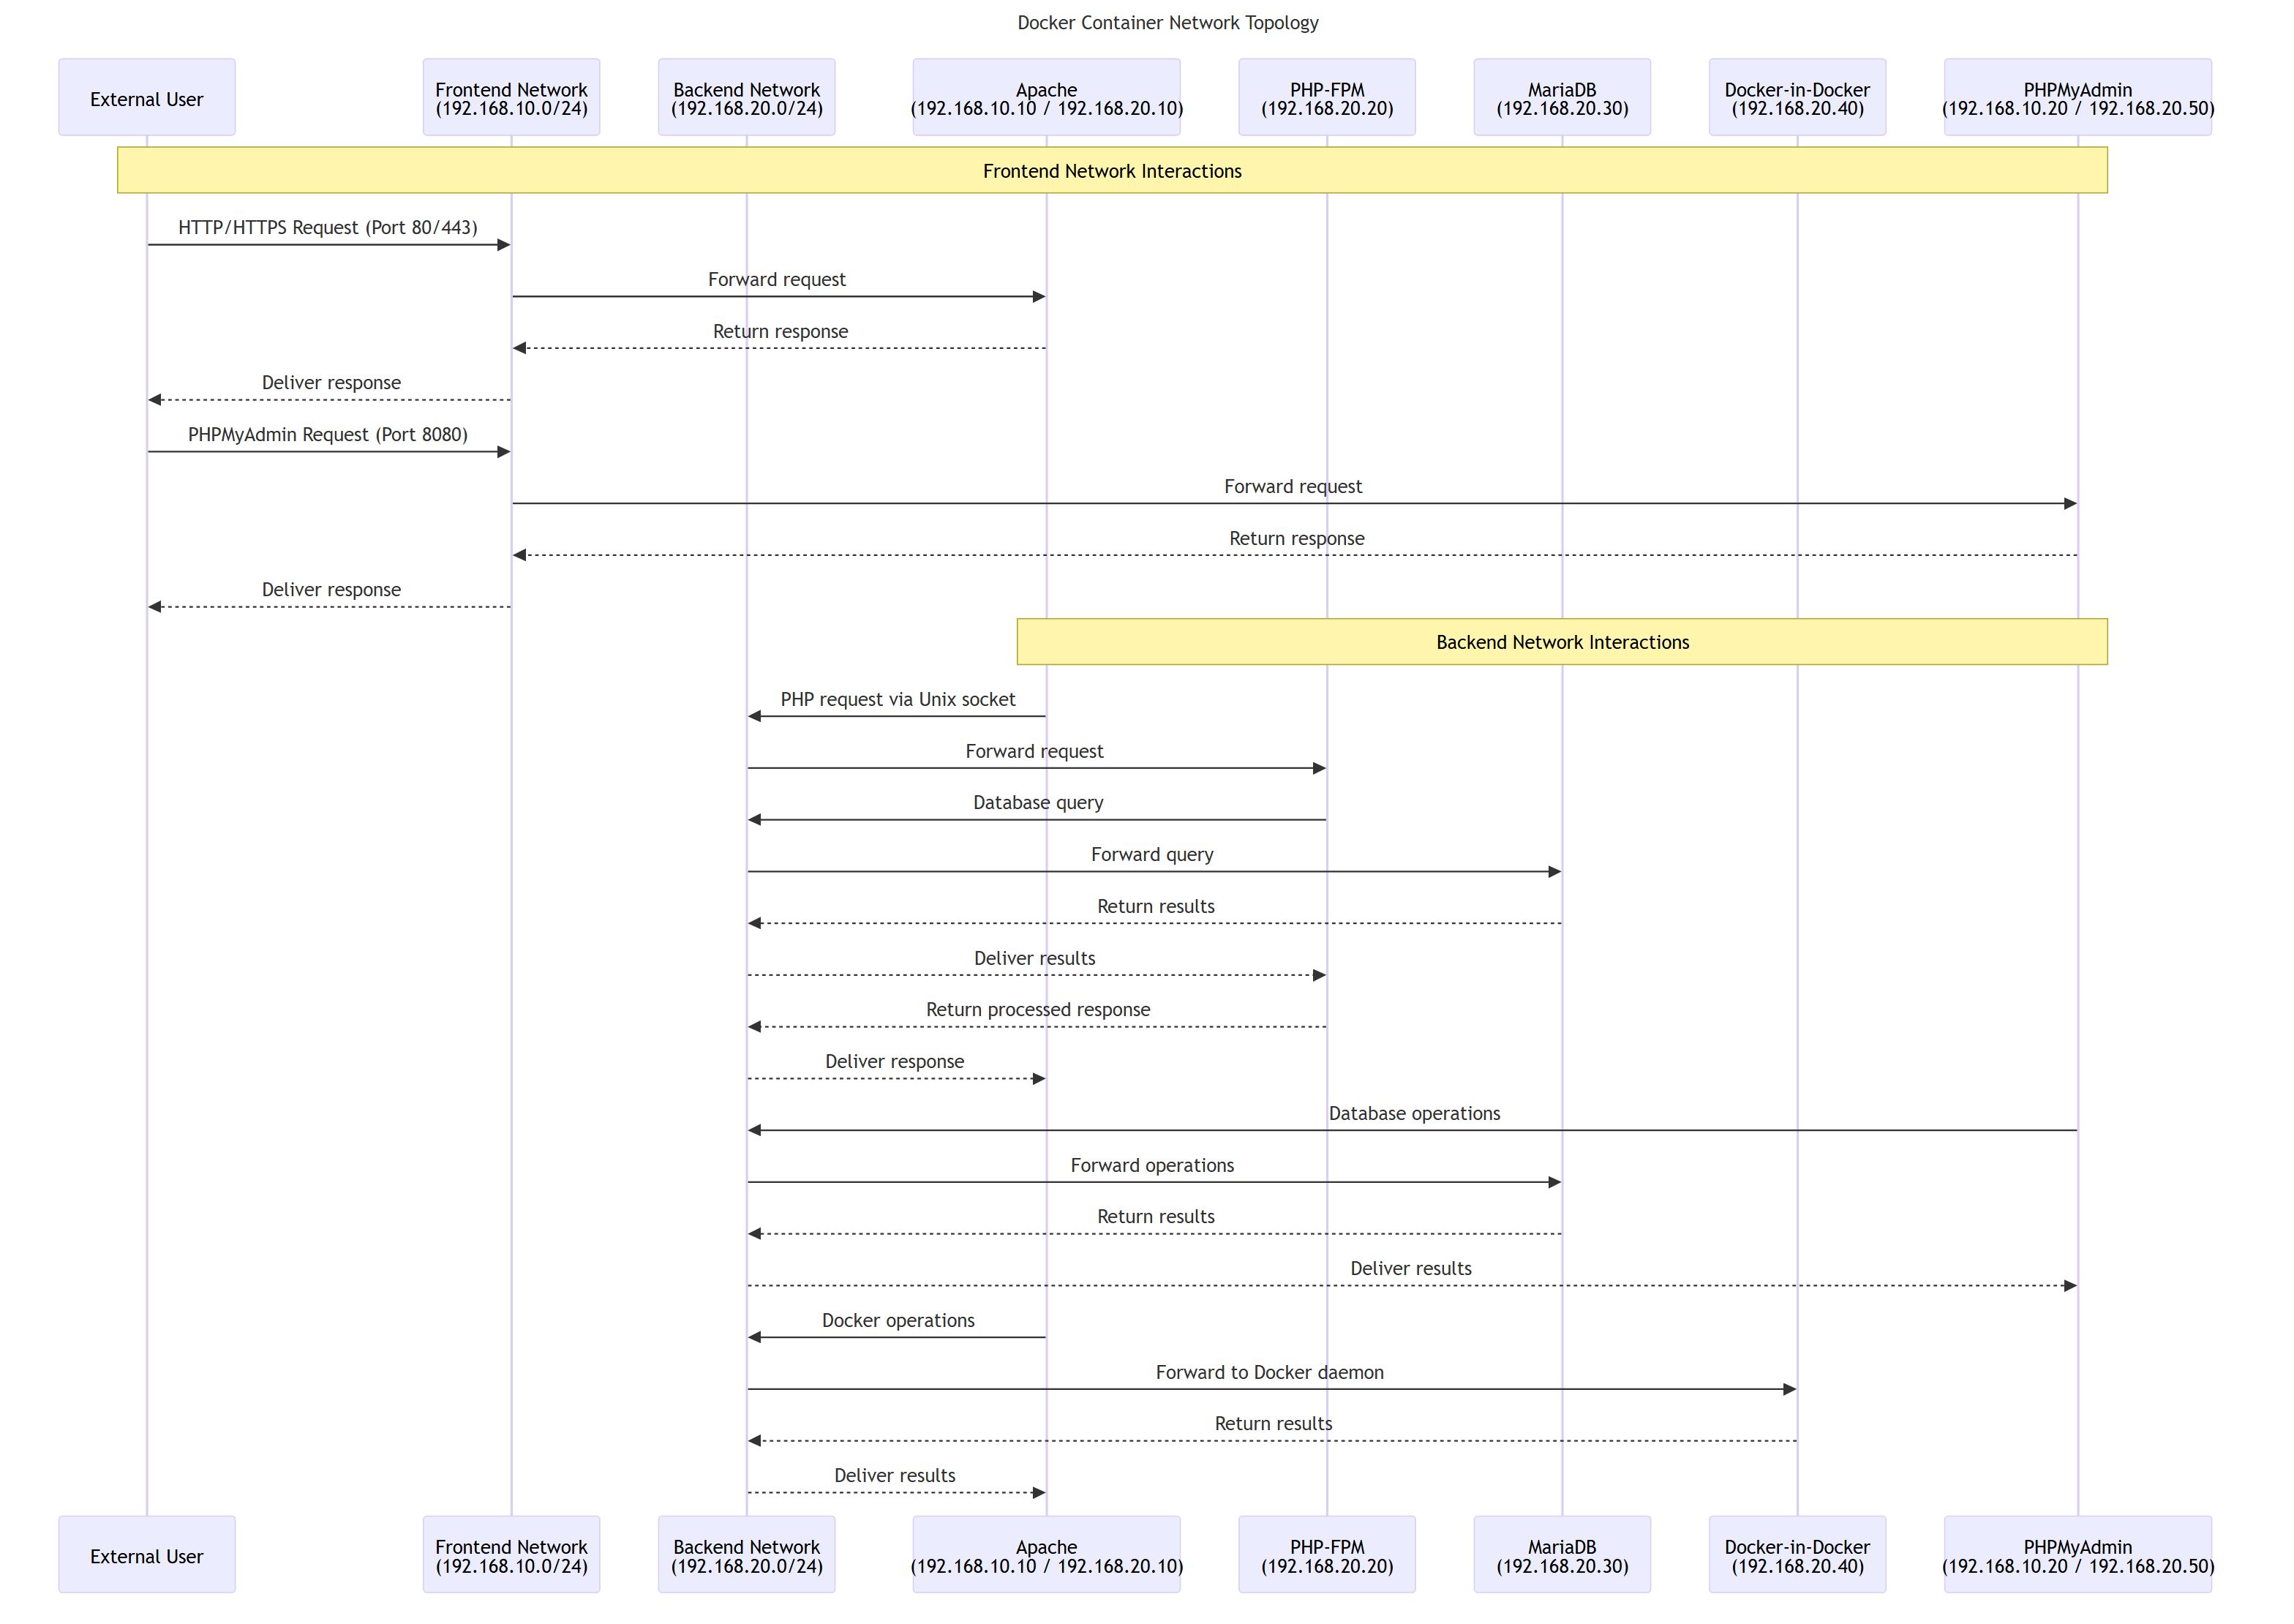 Docker Container Network Topology
External User
Frontend Network
(192.168.10.0/24)
Backend Network
(192.168.20.0/24)
Apache
(192.168.10.10 / 192.168.20.10)
PHP-FPM
(192.168.20.20)
MariaDB
(192.168.20.30)
Docker-in-Docker
(192.168.20.40)
PHPMyAdmin
(192.168.10.20 / 192.168.20.50)
Frontend Network Interactions
HTTP/HTTPS Request (Port 80/443)
Forward request
Return response
Deliver response
PHPMyAdmin Request (Port 8080)
Forward request
Return response
Deliver response
Backend Network Interactions
PHP request via Unix socket
Forward request
Database query
Forward query
Return results
Deliver results
Return processed response
Deliver response
Database operations
Forward operations
Return results
Deliver results
Docker operations
Forward to Docker daemon
Return results
Deliver results
External User
Frontend Network
(192.168.10.0/24)
Backend Network
(192.168.20.0/24)
Apache
(192.168.10.10 / 192.168.20.10)
PHP-FPM
(192.168.20.20)
MariaDB
(192.168.20.30)
Docker-in-Docker
(192.168.20.40)
PHPMyAdmin
(192.168.10.20 / 192.168.20.50)